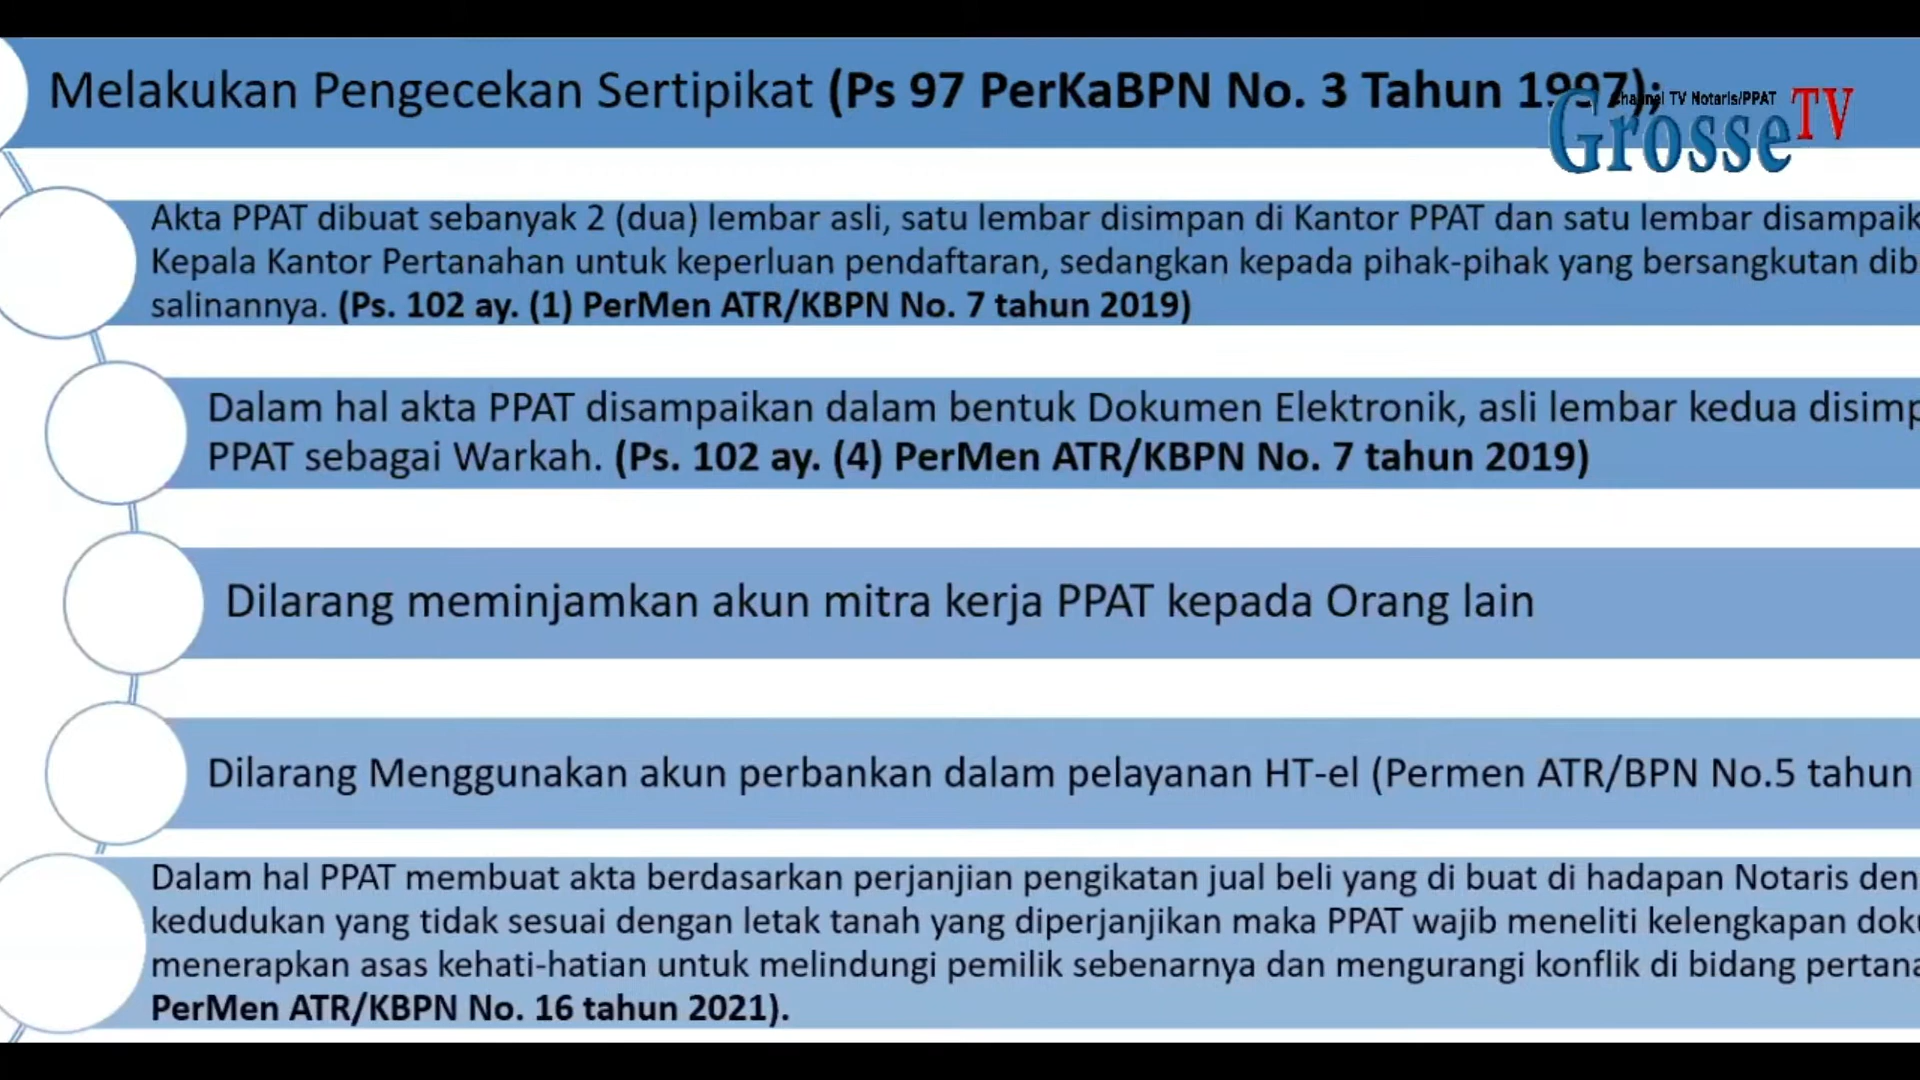 Melakukan Pengecekan Sertipikat (Ps 97 PerKaBPN No. 3 Tahun 1997);
Channel TV Notaris/PPAT
Grosse TV
Akta PPAT dibuat sebanyak 2 (dua) lembar asli, satu lembar disimpan di Kantor PPAT dan satu lembar disampaik
Kepala Kantor Pertanahan untuk keperluan pendaftaran, sedangkan kepada pihak-pihak yang bersangkutan dib
salinannya. (Ps. 102 ay. (1) PerMen ATR/KBPN No. 7 tahun 2019)
Dalam hal akta PPAT disampaikan dalam bentuk Dokumen Elektronik, asli lembar kedua disimp
PPAT sebagai Warkah. (Ps. 102 ay. (4) PerMen ATR/KBPN No. 7 tahun 2019)
Dilarang meminjamkan akun mitra kerja PPAT kepada Orang lain
Dilarang Menggunakan akun perbankan dalam pelayanan HT-el (Permen ATR/BPN No.5 tahun
Dalam hal PPAT membuat akta berdasarkan perjanjian pengikatan jual beli yang di buat di hadapan Notaris den
kedudukan yang tidak sesuai dengan letak tanah yang diperjanjikan maka PPAT wajib meneliti kelengkapan doku
menerapkan asas kehati-hatian untuk melindungi pemilik sebenarnya dan mengurangi konflik di bidang pertana
PerMen ATR/KBPN No. 16 tahun 2021).